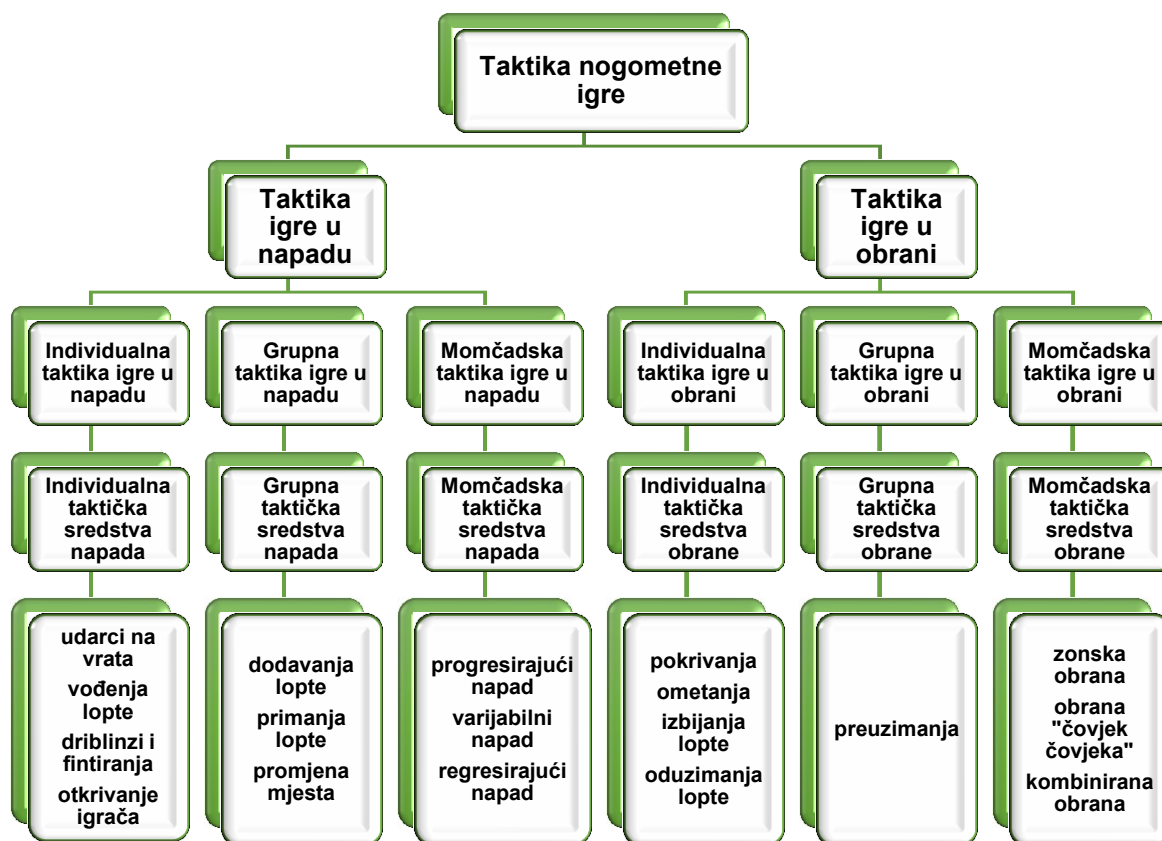 Taktika nogometne
igre
Taktika
igre u
napadu
Taktika
igre u
obrani
Individualna
taktika igre u
napadu
Grupna
taktika igre u
napadu
Momčadska
taktika igre u
napadu
Individualna
taktika igre u
obrani
Grupna
taktika igre u
obrani
Momčadska
taktika igre u
obrani
Individualna
taktička
sredstva
napada
Grupna
taktička
sredstva
napada
Momčadska
taktička
sredstva
napada
Individualna
taktička
sredstva
obrane
Grupna
taktička
sredstva
obrane
Momčadska
taktička
sredstva
obrane
udarci na
vrata
vođenja
lopte
driblinzi i
fintiranja
otkrivanje
igrača
dodavanja
lopte
primanja
lopte
promjena
mjesta
progresirajući
napad
varijabilni
napad
regresirajući
napad
pokrivanja
ometanja
izbijanja
lopte
oduzimanja
lopte
preuzimanja
zonska
obrana
obrana
"čovjek
čovjeka"
kombinirana
obrana